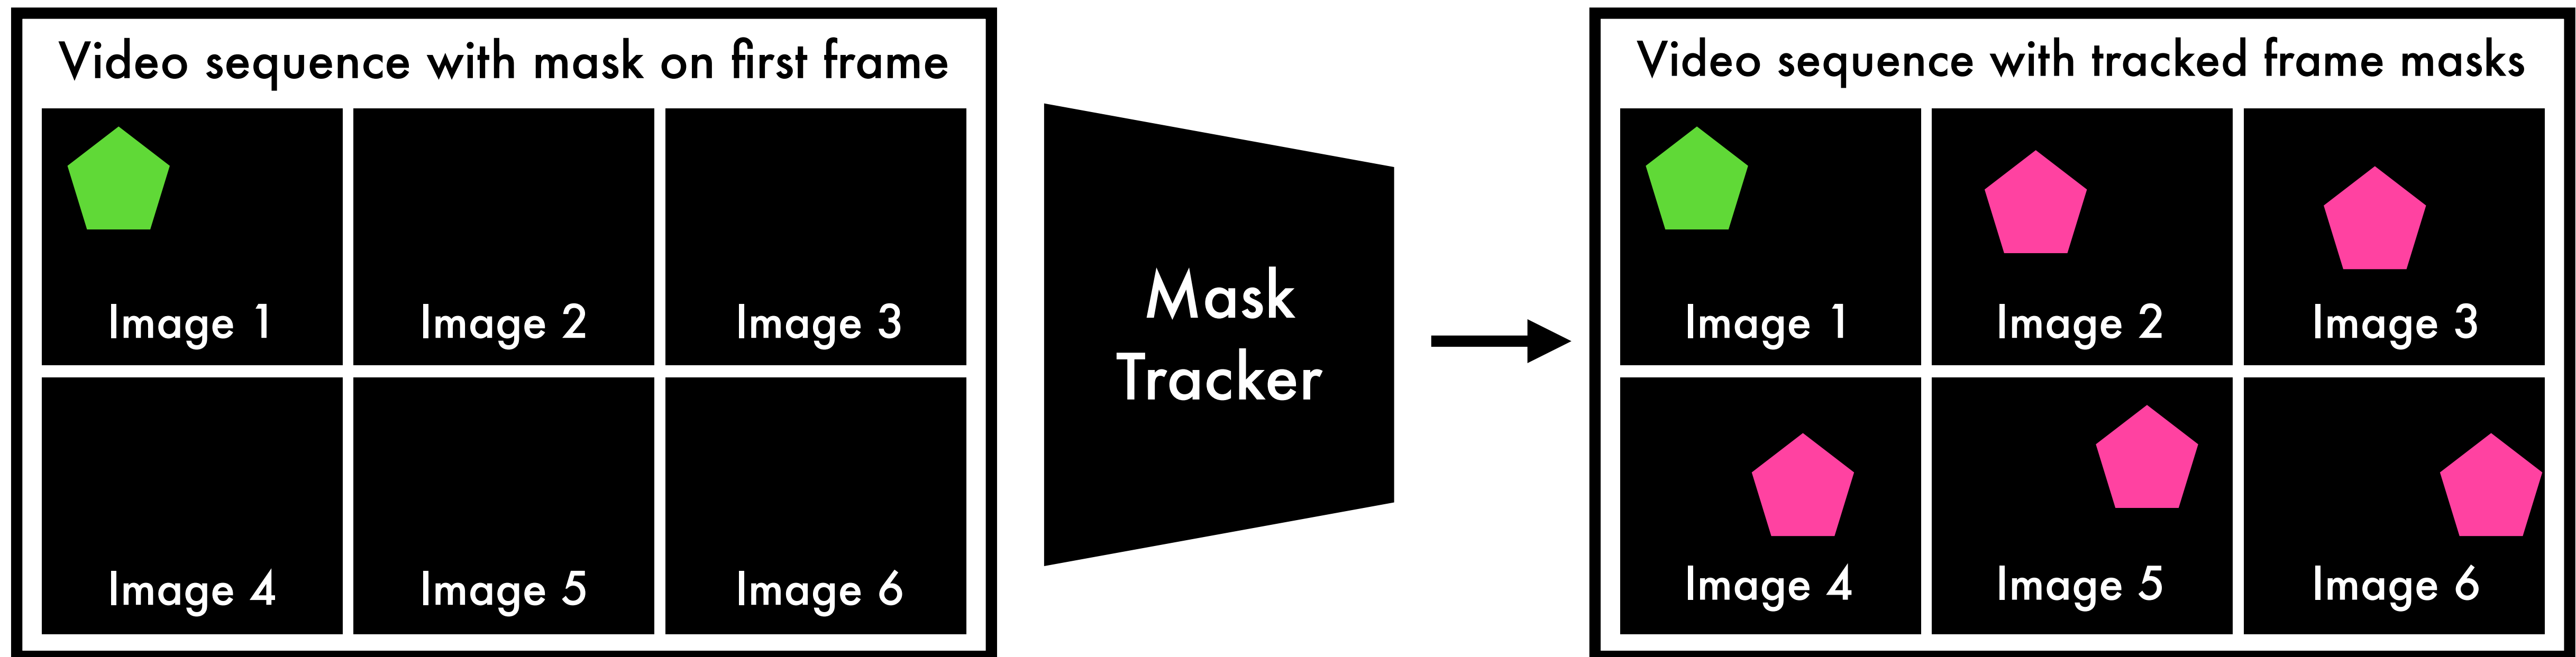 Video sequence with mask on first frame
Image 1
Image 2
Image 3
Image 4
Image 5
Image 6
Mask
Tracker
Video sequence with tracked frame masks
Image 1
Image 2
Image 3
Image 4
Image 5
Image 6